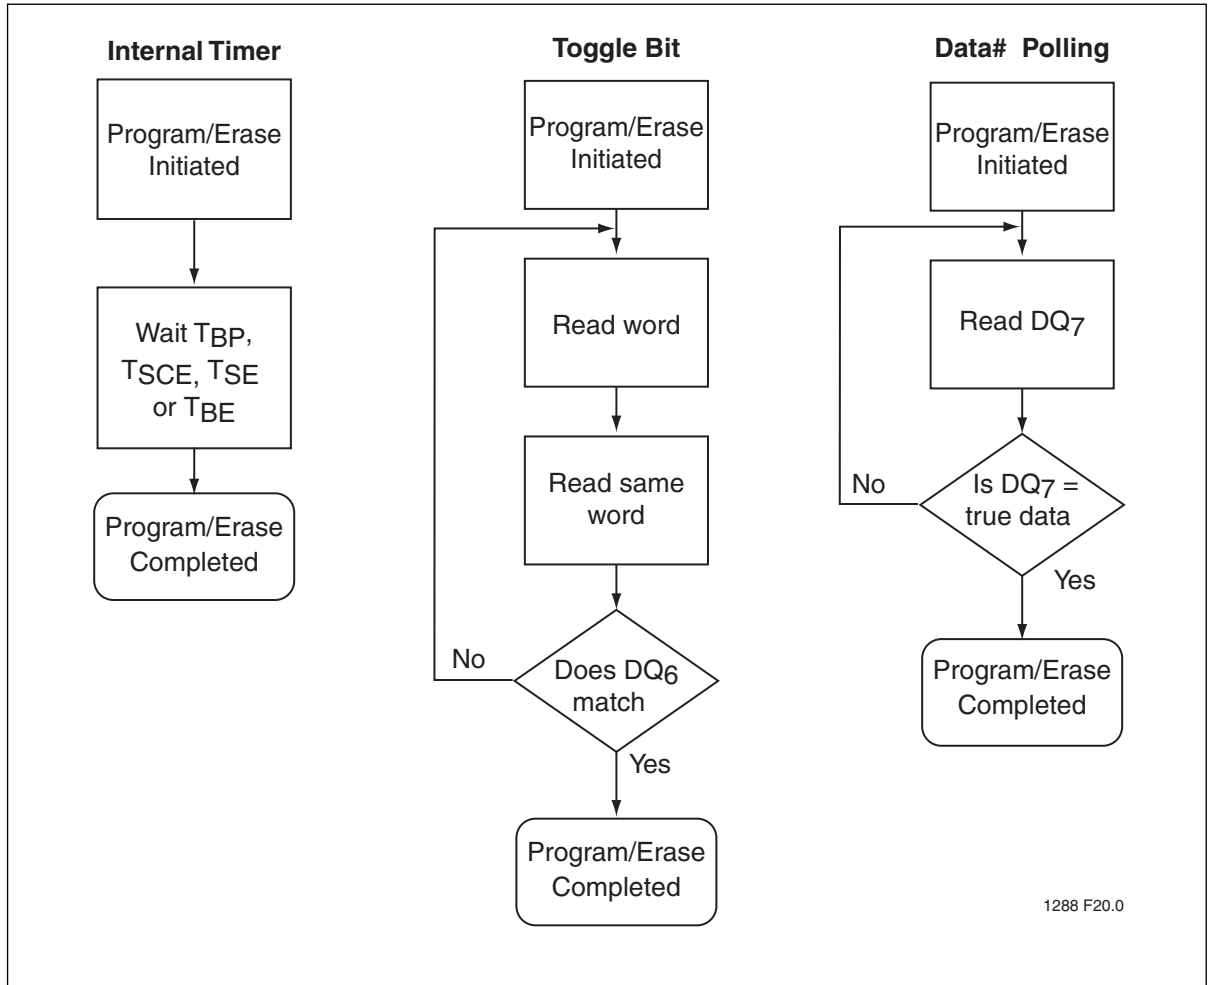 Internal Timer
Program/Erase
Initiated
Wait TBP,
TSCE, TSE
or TBE
Program/Erase
Completed
Toggle Bit
Program/Erase
Initiated
Read word
Read same
word
No
Does DQ6
match
Yes
Program/Erase
Completed
Data# Polling
Program/Erase
Initiated
Read DQ7
No
Is DQ7 =
true data
Yes
Program/Erase
Completed
1288 F20.0